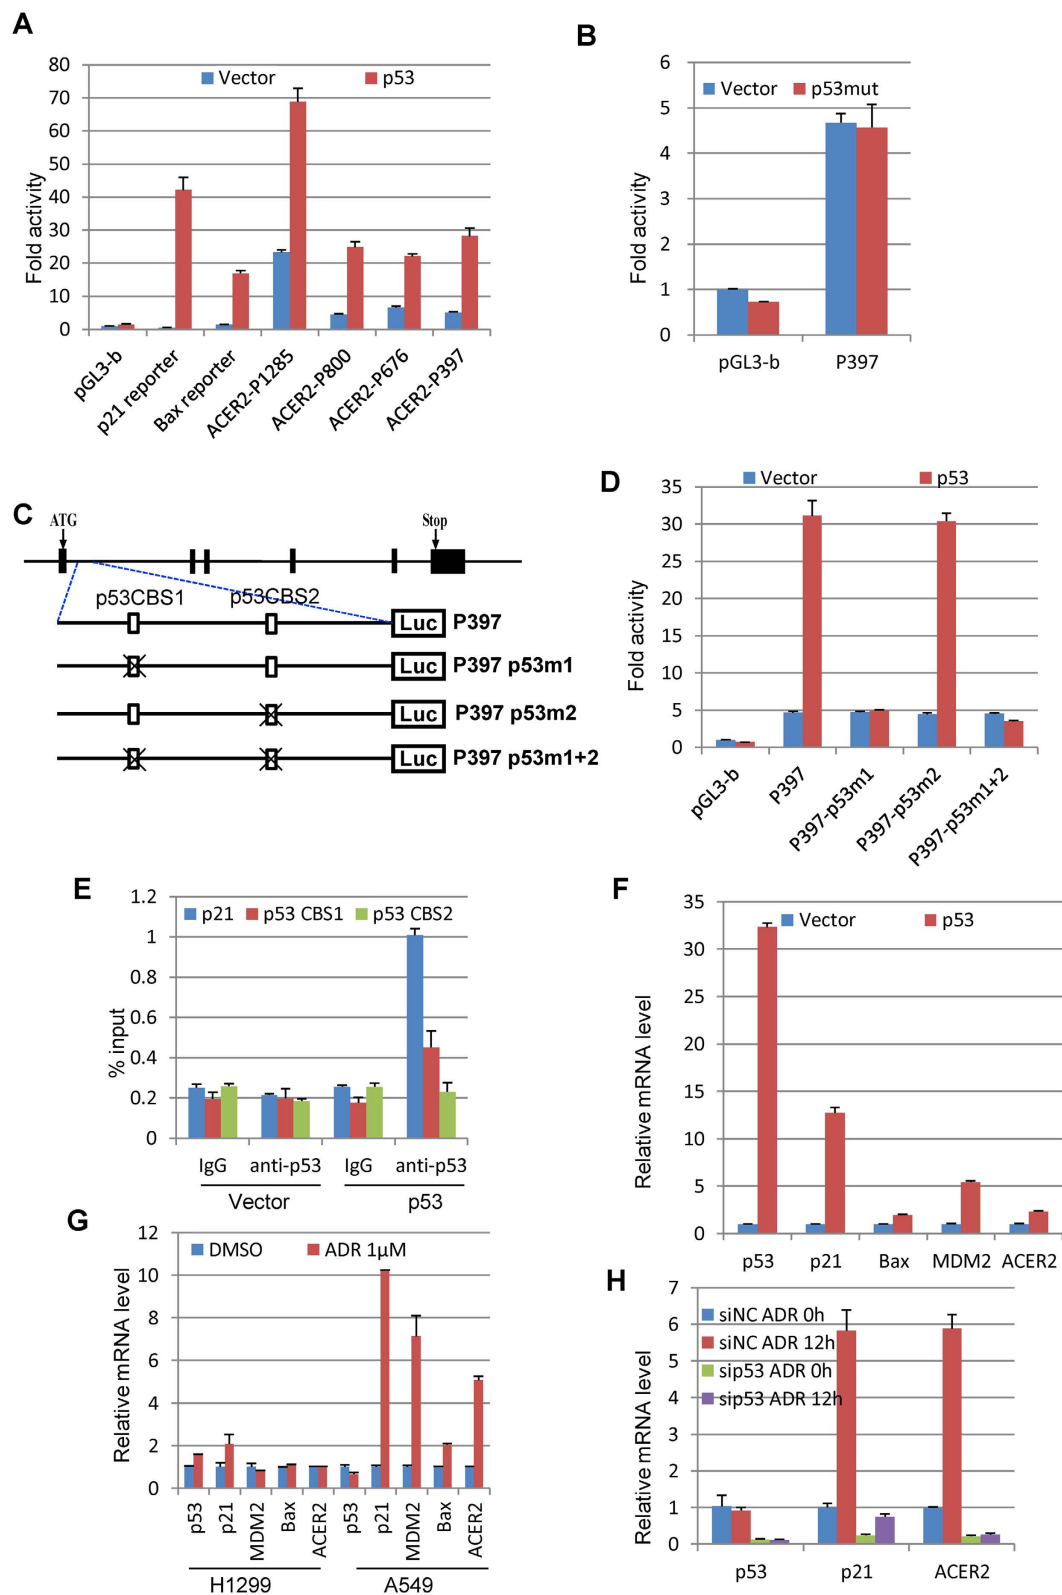 A
80
70
60
50
40
30
20
10
0
Fold activity
Vector
p53
pGL3-b
p21 reporter
Bax reporter
ACER2-P1285
ACER2-P800
ACER2-P676
ACER2-P397
B
6
5
4
3
2
1
0
Fold activity
Vector
p53mut
pGL3-b
P397
C
ATG
Stop
p53CBS1
p53CBS2
Luc
P397
Luc
P397 p53m1
Luc
P397 p53m2
Luc
P397 p53m1+2
D
35
30
25
20
15
10
5
0
Fold activity
Vector
p53
pGL3-b
P397
P397-p53m1
P397-p53m2
P397-p53m1+2
E
1.2
1
0.8
0.6
0.4
0.2
0
% input
p21
p53 CBS1
p53 CBS2
IgG
anti-p53
IgG
anti-p53
Vector
p53
F
35
30
25
20
15
10
5
0
Relative mRNA level
Vector
p53
p53
p21
Bax
MDM2
ACER2
G
12
10
8
6
4
2
0
Relative mRNA level
DMSO
ADR 1μM
p53
p21
MDM2
Bax
ACER2
p53
p21
MDM2
Bax
ACER2
H1299
A549
H
7
6
5
4
3
2
1
0
Relative mRNA level
siNC ADR 0h
siNC ADR 12h
sip53 ADR 0h
sip53 ADR 12h
p53
p21
ACER2